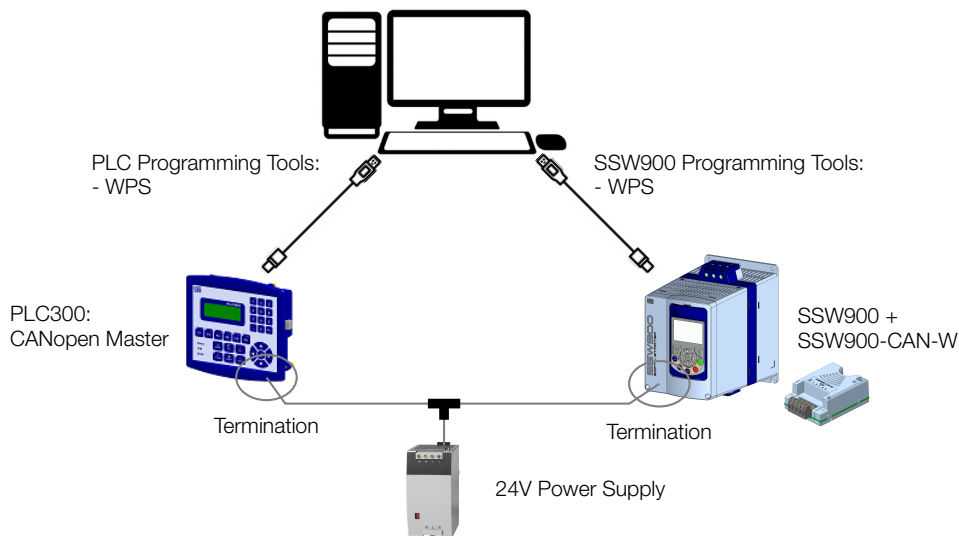 PLC Programming Tools:
- WPS
SSW900 Programming Tools:
- WPS
PLC300:
CANopen Master
SSW900
SSW900 +
SSW900-CAN-W
Termination
Termination
24V Power Supply